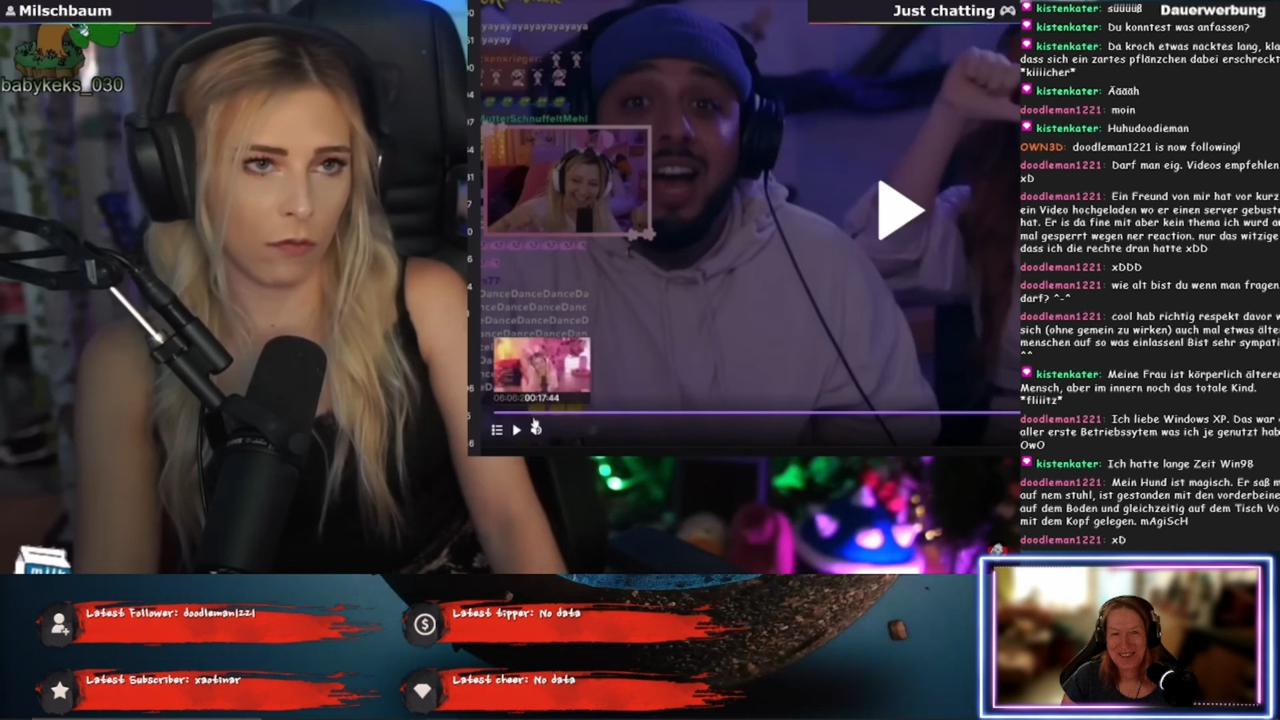 Milschbaum
babykeks_030
Just chatting
Dauerwerbung
yayayayayayayayayayaya
yayay
MutterSchnuffeltMehl
DanceDanceDanceDa
nceDanceDanceDanc
eDanceDanceDanceD
anceDanceDanceDan
00:17:44
kistenkater: süüüüß
kistenkater: Du konntest was anfassen?
kistenkater: Da kroch etwas nacktes lang, kla
dass sich ein zartes pflänzchen dabei erschreckt
*kiiiicher*
kistenkater: Äääähh
doodleman1221: moin
kistenkater: Huhudoodieman
OWN3D: doodleman1221 is now following!
doodleman1221: Darf man eig. Videos empfehlen
xD
doodleman1221: Ein Freund von mir hat vor kurz
ein Video hochgeladen wo er einen server gebust
hat. Er is da fine mit aber kein thema ich wurd a
mal gesperrt wegen ner reaction. nur das witzige
dass ich die rechte dran hatte xDD
doodleman1221: xDDD
doodleman1221: wie alt bist du wenn man fragen
darf? ^-^
doodleman1221: cool hab richtig respekt davor w
sich (ohne gemein zu wirken) auch mal etwas älte
menschen auf so was einlassen! Bist sehr sympati
^^
kistenkater: Meine Frau ist körperlich älterer
Mensch, aber im innern noch das totale Kind.
*fliiitz*
doodleman1221: Ich liebe Windows XP. Das war
aller erste Betriebssytem was ich je genutzt hab
OwO
kistenkater: Ich hatte lange Zeit Win98
doodleman1221: Mein Hund ist magisch. Er saß m
auf nem stuhl, ist gestanden mit den vorderbeine
auf dem Boden und gleichzeitig auf dem Tisch Vo
mit dem Kopf gelegen. mAgiScH
doodleman1221: xD
Latest Follower: doodleman1221
Latest tipper: No data
Latest Subscriber: xaotinar
Latest cheer: No data